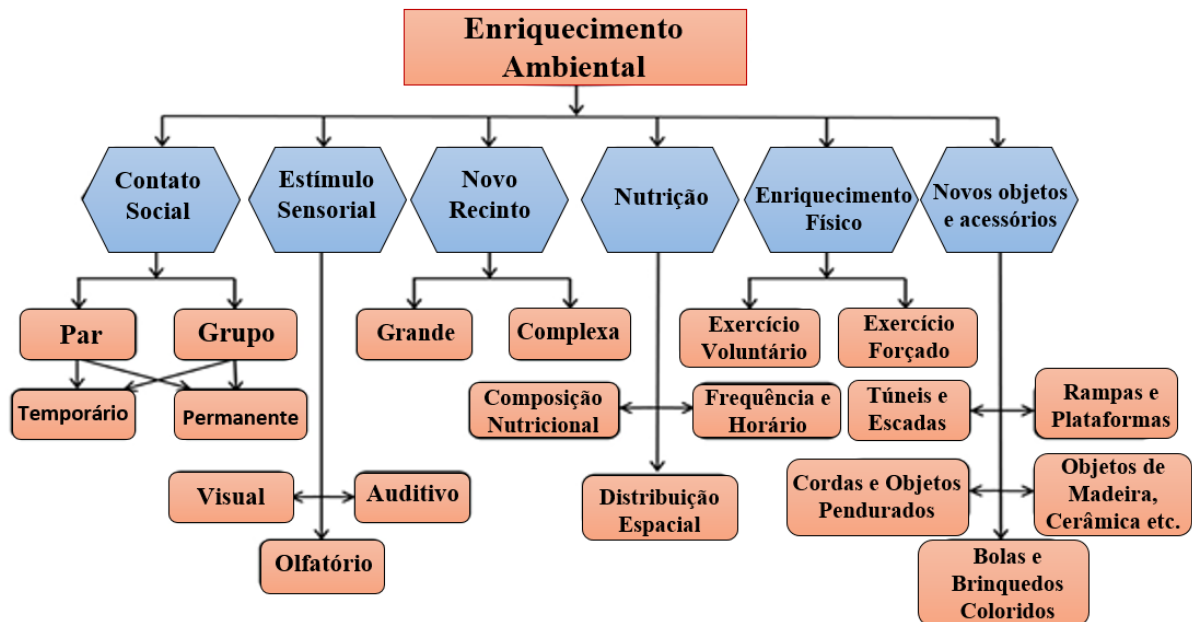 Enriquecimento
Ambiental
Contato
Social
Estímulo
Sensorial
Novo
Recinto
Nutrição
Enriquecimento
Físico
Novos objetos
e acessórios
Par
Grupo
Grande
Complexa
Exercício
Voluntário
Exercício
Forçado
Temporário
Permanente
Composição
Nutricional
Frequência e
Horário
Túneis e
Escadas
Rampas e
Plataformas
Visual
Auditivo
Olfatório
Distribuição
Espacial
Cordas e Objetos
Pendurados
Objetos de
Madeira,
Cerâmica etc.
Bolas e
Brinquedos
Coloridos